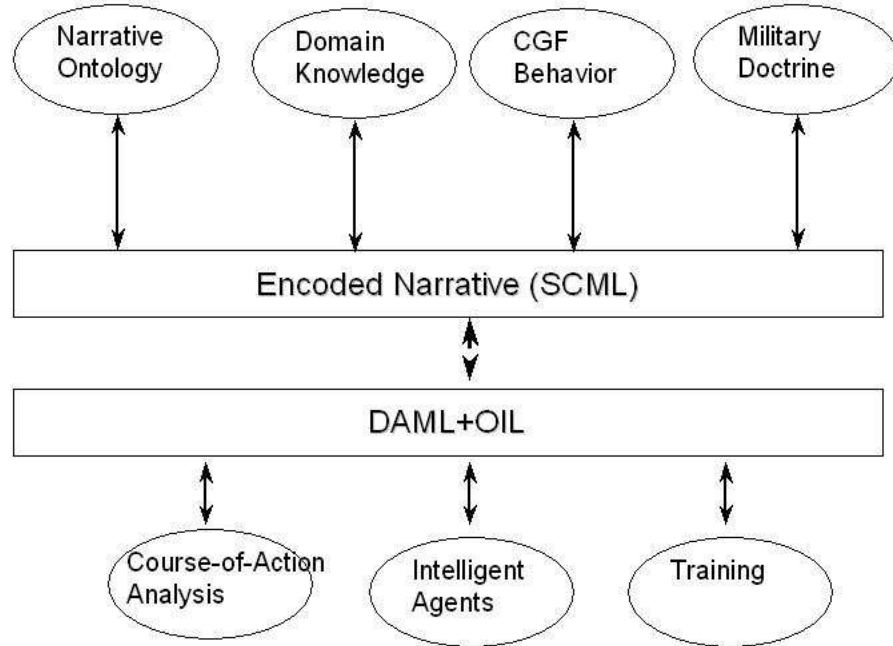 Narrative
Ontology
Domain
Knowledge
CGF
Behavior
Military
Doctrine
Encoded Narrative (SCML)
DAML+OIL
Course-of-Action
Analysis
Intelligent
Agents
Training